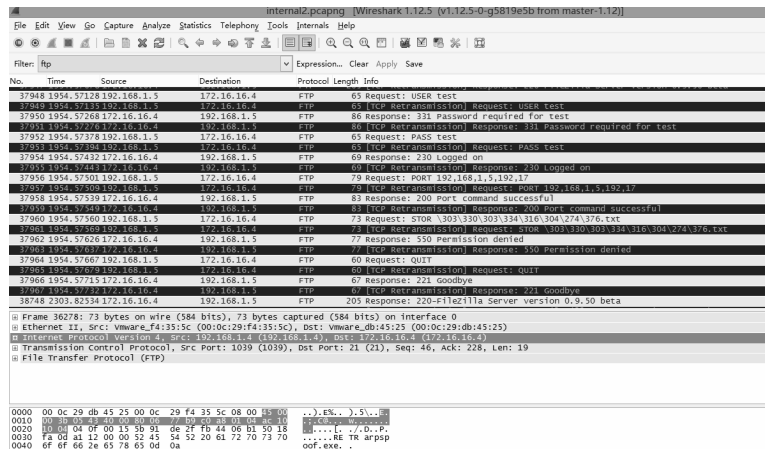 internal2.pcapng [Wireshark 1.12.5 (v1.12.5-0-g5819e5b from master-1.12)]
File Edit View Go Capture Analyze Statistics Telephony Tools Internals Help
Filter: ftp Expression... Clear Apply Save
No. Time Source Destination Protocol Length Info
37948 1954.57128 192.168.1.5 172.16.16.4 FTP 65 Request: USER test
37949 1954.57135 192.168.1.5 172.16.16.4 FTP 65 [TCP Retransmission] Request: USER test
37950 1954.57268 172.16.16.4 192.168.1.5 FTP 86 Response: 331 Password required for test
37951 1954.57276 172.16.16.4 192.168.1.5 FTP 86 [TCP Retransmission] Response: 331 Password required for test
37952 1954.57378 192.168.1.5 172.16.16.4 FTP 65 Request: PASS test
37953 1954.57394 192.168.1.5 172.16.16.4 FTP 65 [TCP Retransmission] Request: PASS test
37954 1954.57432 172.16.16.4 192.168.1.5 FTP 69 Response: 230 Logged on
37955 1954.57443 172.16.16.4 192.168.1.5 FTP 69 [TCP Retransmission] Response: 230 Logged on
37956 1954.57501 192.168.1.5 172.16.16.4 FTP 79 Request: PORT 192,168,1,5,192,17
37957 1954.57509 192.168.1.5 172.16.16.4 FTP 79 [TCP Retransmission] Request: PORT 192,168,1,5,192,17
37958 1954.57539 172.16.16.4 192.168.1.5 FTP 83 Response: 200 Port command successful
37959 1954.57549 172.16.16.4 192.168.1.5 FTP 83 [TCP Retransmission] Response: 200 Port command successful
37960 1954.57560 192.168.1.5 172.16.16.4 FTP 73 Request: STOR \303\330\303\334\316\304\274\376.txt
37961 1954.57569 192.168.1.5 172.16.16.4 FTP 73 [TCP Retransmission] Request: STOR \303\330\303\334\316\304\274\376.txt
37962 1954.57626 172.16.16.4 192.168.1.5 FTP 77 Response: 550 Permission denied
37963 1954.57637 172.16.16.4 192.168.1.5 FTP 77 [TCP Retransmission] Response: 550 Permission denied
37964 1954.57667 192.168.1.5 172.16.16.4 FTP 60 Request: QUIT
37965 1954.57679 192.168.1.5 172.16.16.4 FTP 60 [TCP Retransmission] Request: QUIT
37966 1954.57715 172.16.16.4 192.168.1.5 FTP 67 Response: 221 Goodbye
37967 1954.57732 172.16.16.4 192.168.1.5 FTP 67 [TCP Retransmission] Response: 221 Goodbye
38748 2303.82534 172.16.16.4 192.168.1.5 FTP 205 Response: 220-FileZilla Server version 0.9.50 beta
Frame 36278: 73 bytes on wire (584 bits), 73 bytes captured (584 bits) on interface 0
Ethernet II, Src: Vmware_f4:35:5c (00:0c:29:f4:35:5c), Dst: Vmware_db:45:25 (00:0c:29:db:45:25)
Internet Protocol Version 4, Src: 192.168.1.4 (192.168.1.4), Dst: 172.16.16.4 (172.16.16.4)
Transmission Control Protocol, Src Port: 1039 (1039), Dst Port: 21 (21), Seq: 46, Ack: 228, Len: 19
File Transfer Protocol (FTP)
0000 00 0c 29 db 45 25 00 0c 29 f4 35 5c 08 00 45 00 ..).E%.. ).5\..E.
0010 00 3b 05 43 40 00 80 06 77 b9 c0 a8 01 04 ac 10 .;.C@... w.......
0020 10 04 04 0f 00 15 5b 91 de 2f fb 44 06 b1 50 18 ......[. ./.D..P.
0030 fa 0d a1 12 00 00 52 45 54 52 20 61 72 70 73 70 ......RE TR arpsp
0040 6f 6f 66 2e 65 78 65 0d 0a oof.exe. .